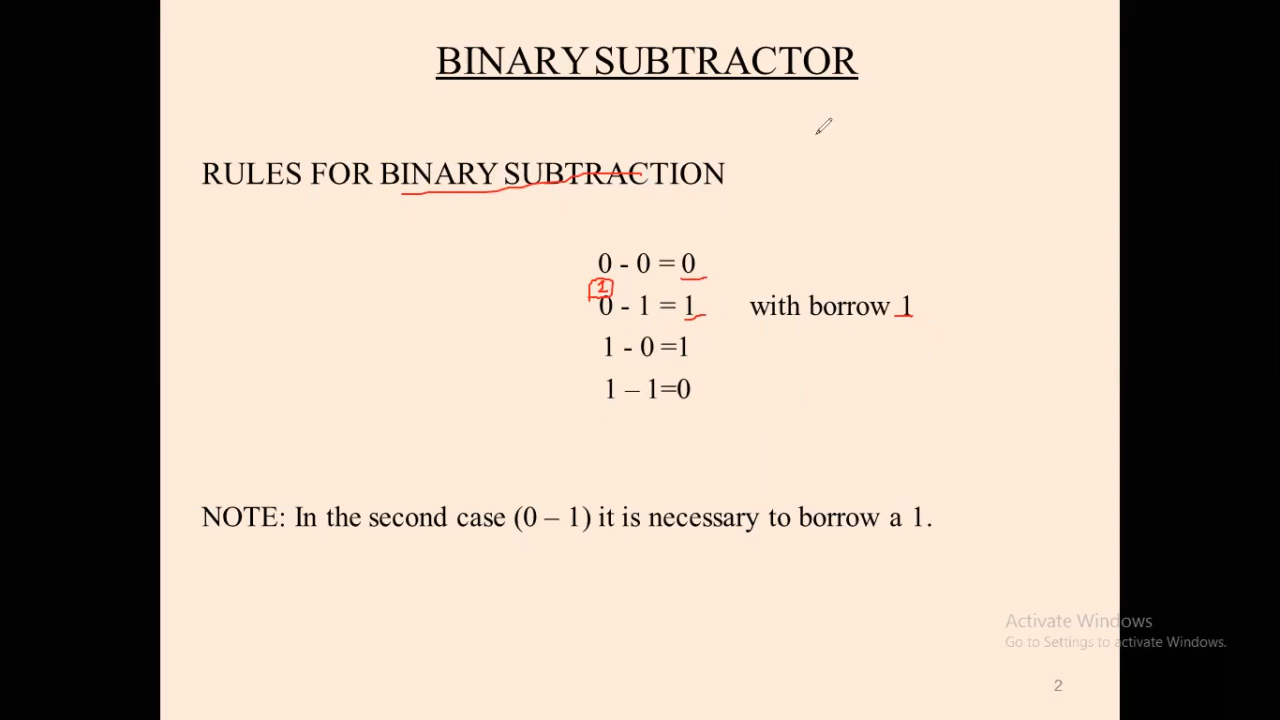 BINARY SUBTRACTOR
RULES FOR BINARY SUBTRACTION
0 - 0 = 0
1
0 - 1 = 1 with borrow 1
1 - 0 =1
1 – 1=0
NOTE: In the second case (0 – 1) it is necessary to borrow a 1.
Activate Windows
Go to Settings to activate Windows.
2